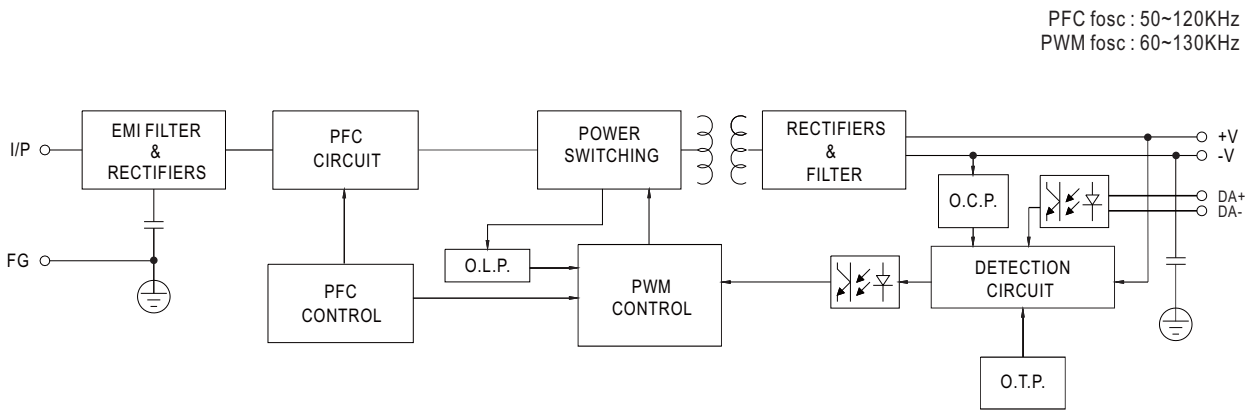 PFC fosc : 50~120KHz
PWM fosc : 60~130KHz
I/P
EMI FILTER
&
RECTIFIERS
PFC
CIRCUIT
POWER
SWITCHING
RECTIFIERS
&
FILTER
+V
-V
O.C.P.
DA+
DA-
FG
O.L.P.
PFC
CONTROL
PWM
CONTROL
DETECTION
CIRCUIT
O.T.P.